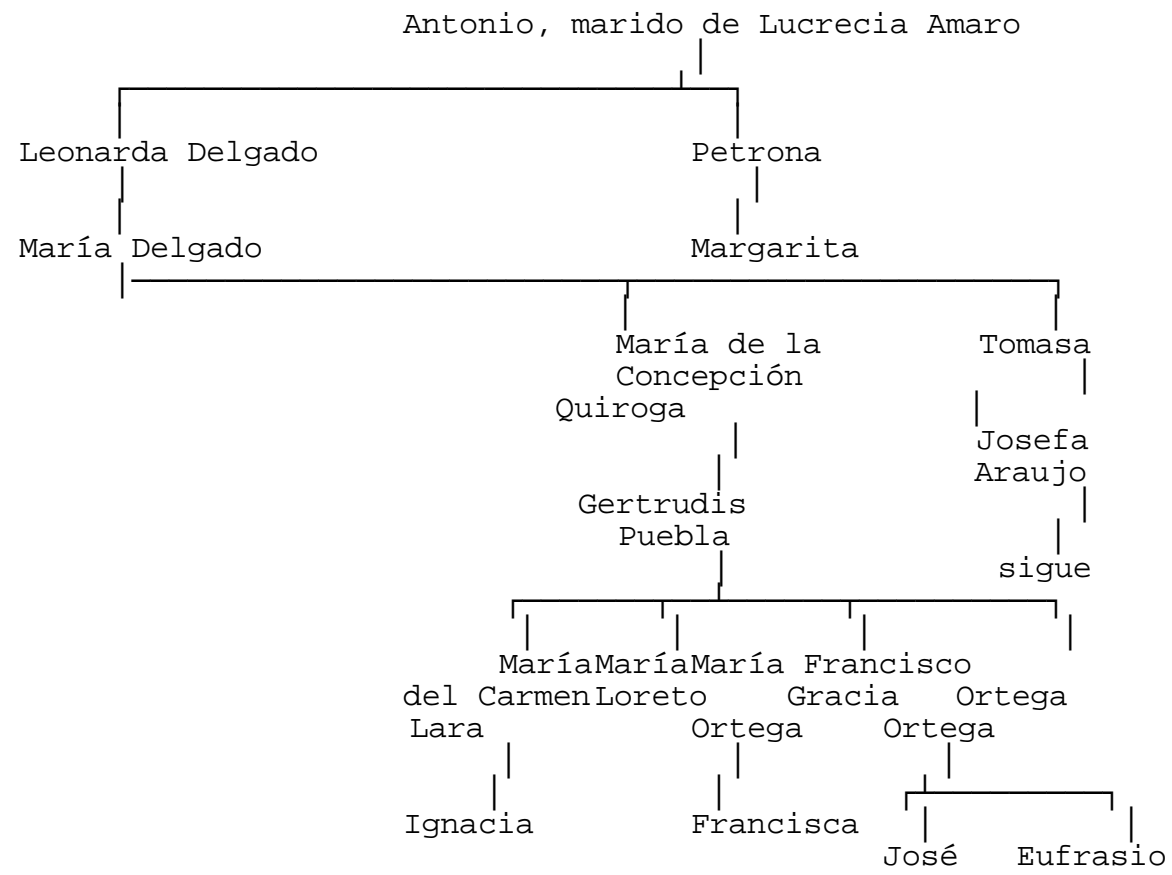 Antonio, marido de Lucrecia Amaro
Leonarda Delgado Petrona
María Delgado Margarita
María de la Tomasa
Concepción
Quiroga
Josefa
Araujo
Gertrudis
Puebla
sigue
María María María Francisco
del Carmen Loreto Gracia Ortega
Lara Ortega Ortega
Ignacia Francisca
José Eufrasio